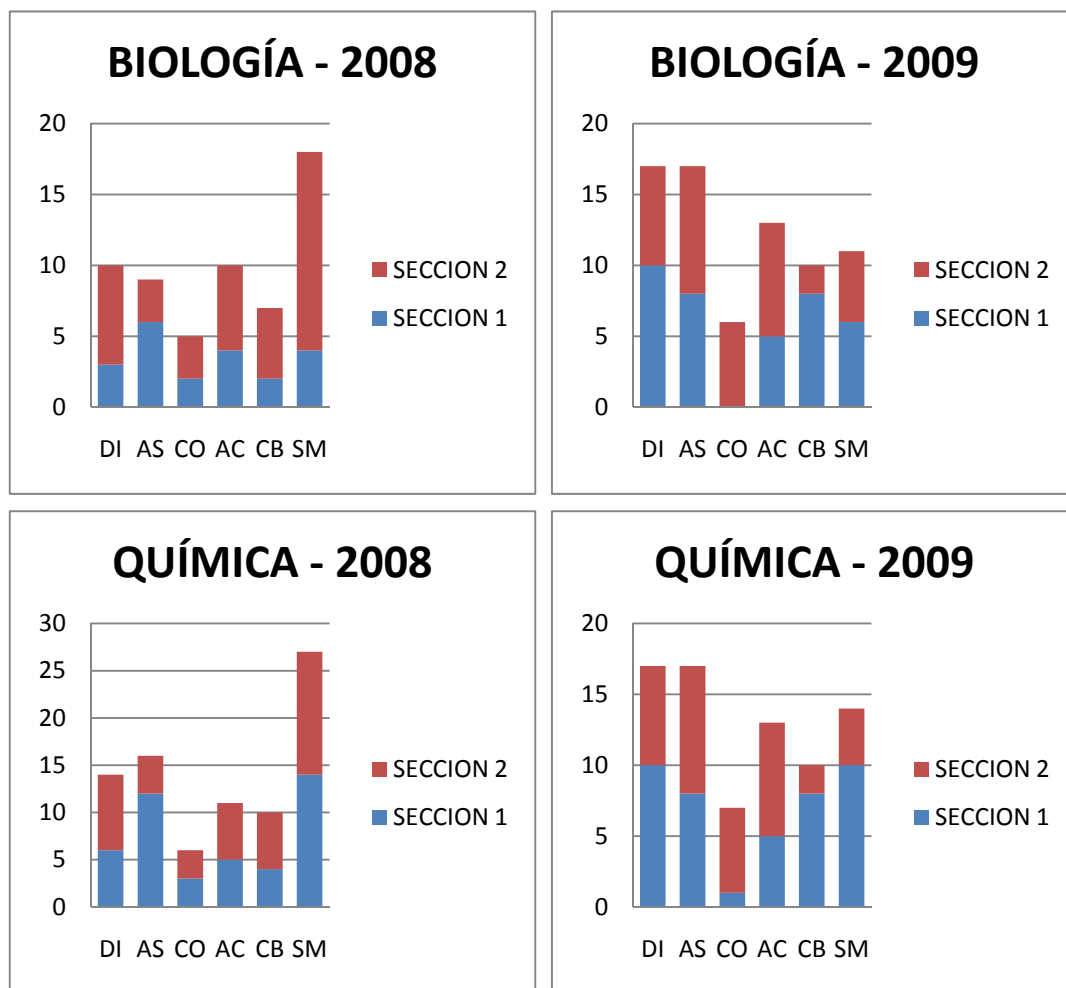 BIOLOGÍA - 2008
20
15
10
5
0
DI AS CO AC CB SM
SECCION 2
SECCION 1
BIOLOGÍA - 2009
20
15
10
5
0
DI AS CO AC CB SM
SECCION 2
SECCION 1
QUÍMICA - 2008
30
25
20
15
10
5
0
DI AS CO AC CB SM
SECCION 2
SECCION 1
QUÍMICA - 2009
20
15
10
5
0
DI AS CO AC CB SM
SECCION 2
SECCION 1